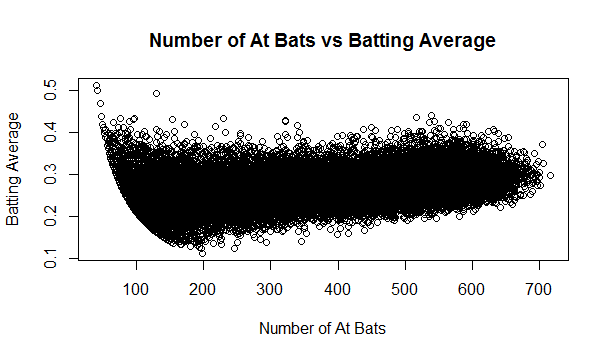 Number of At Bats vs Batting Average
Batting Average
0.5
0.4
0.3
0.2
0.1
100 200 300 400 500 600 700
Number of At Bats